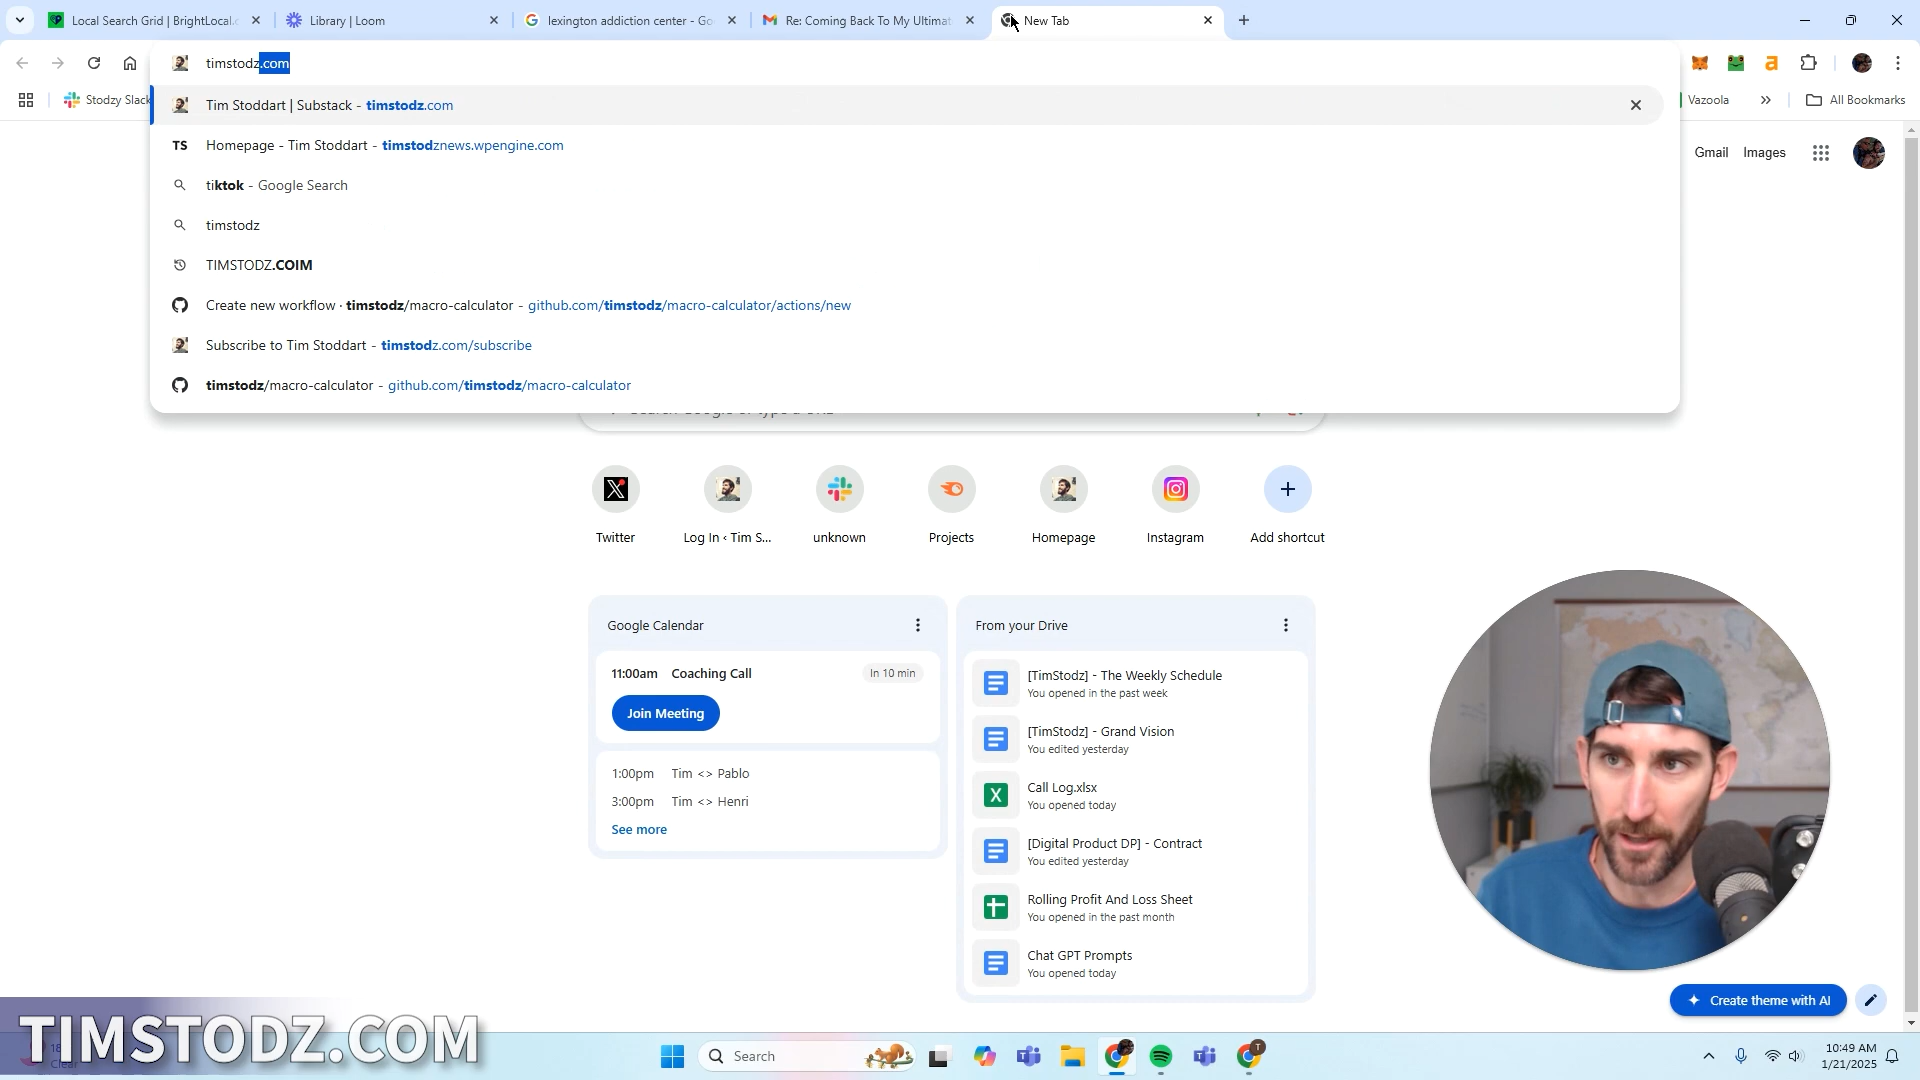 Local Search Grid | BrightLocal.c
Library | Loom
lexington addiction center - Go
Re: Coming Back To My Ultimat
New Tab
timstodz.com
Stodzy Slack
Vazoola
All Bookmarks
Tim Stoddart | Substack - timstodz.com
TS Homepage - Tim Stoddart - timstodznews.wpengine.com
tiktok - Google Search
timstodz
TIMSTODZ.COIM
Create new workflow · timstodz/macro-calculator - github.com/timstodz/macro-calculator/actions/new
Subscribe to Tim Stoddart - timstodz.com/subscribe
timstodz/macro-calculator - github.com/timstodz/macro-calculator
Gmail Images
Twitter
Log In ‹ Tim S...
unknown
Projects
Homepage
Instagram
Add shortcut
Google Calendar
11:00am Coaching Call In 10 min
Join Meeting
1:00pm Tim <> Pablo
3:00pm Tim <> Henri
See more
From your Drive
[TimStodz] - The Weekly Schedule
You opened in the past week
[TimStodz] - Grand Vision
You edited yesterday
Call Log.xlsx
You opened today
[Digital Product DP] - Contract
You edited yesterday
Rolling Profit And Loss Sheet
You opened in the past month
Chat GPT Prompts
You opened today
Create theme with AI
TIMSTODZ.COM
Clear
Search
10:49 AM
1/21/2025